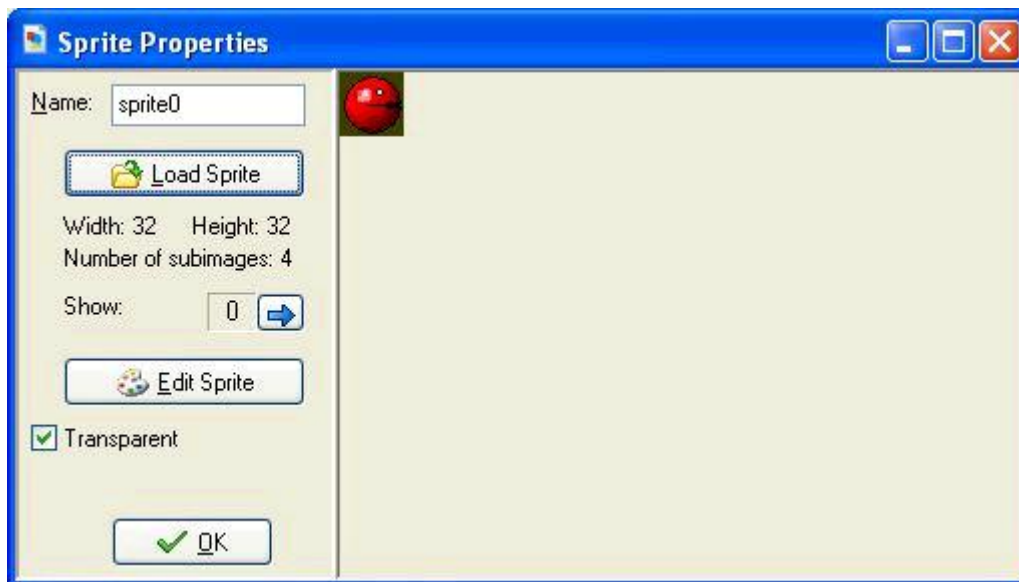 Sprite Properties
Name: sprite0
Load Sprite
Width: 32 Height: 32
Number of subimages: 4
Show: 0
Edit Sprite
Transparent
OK